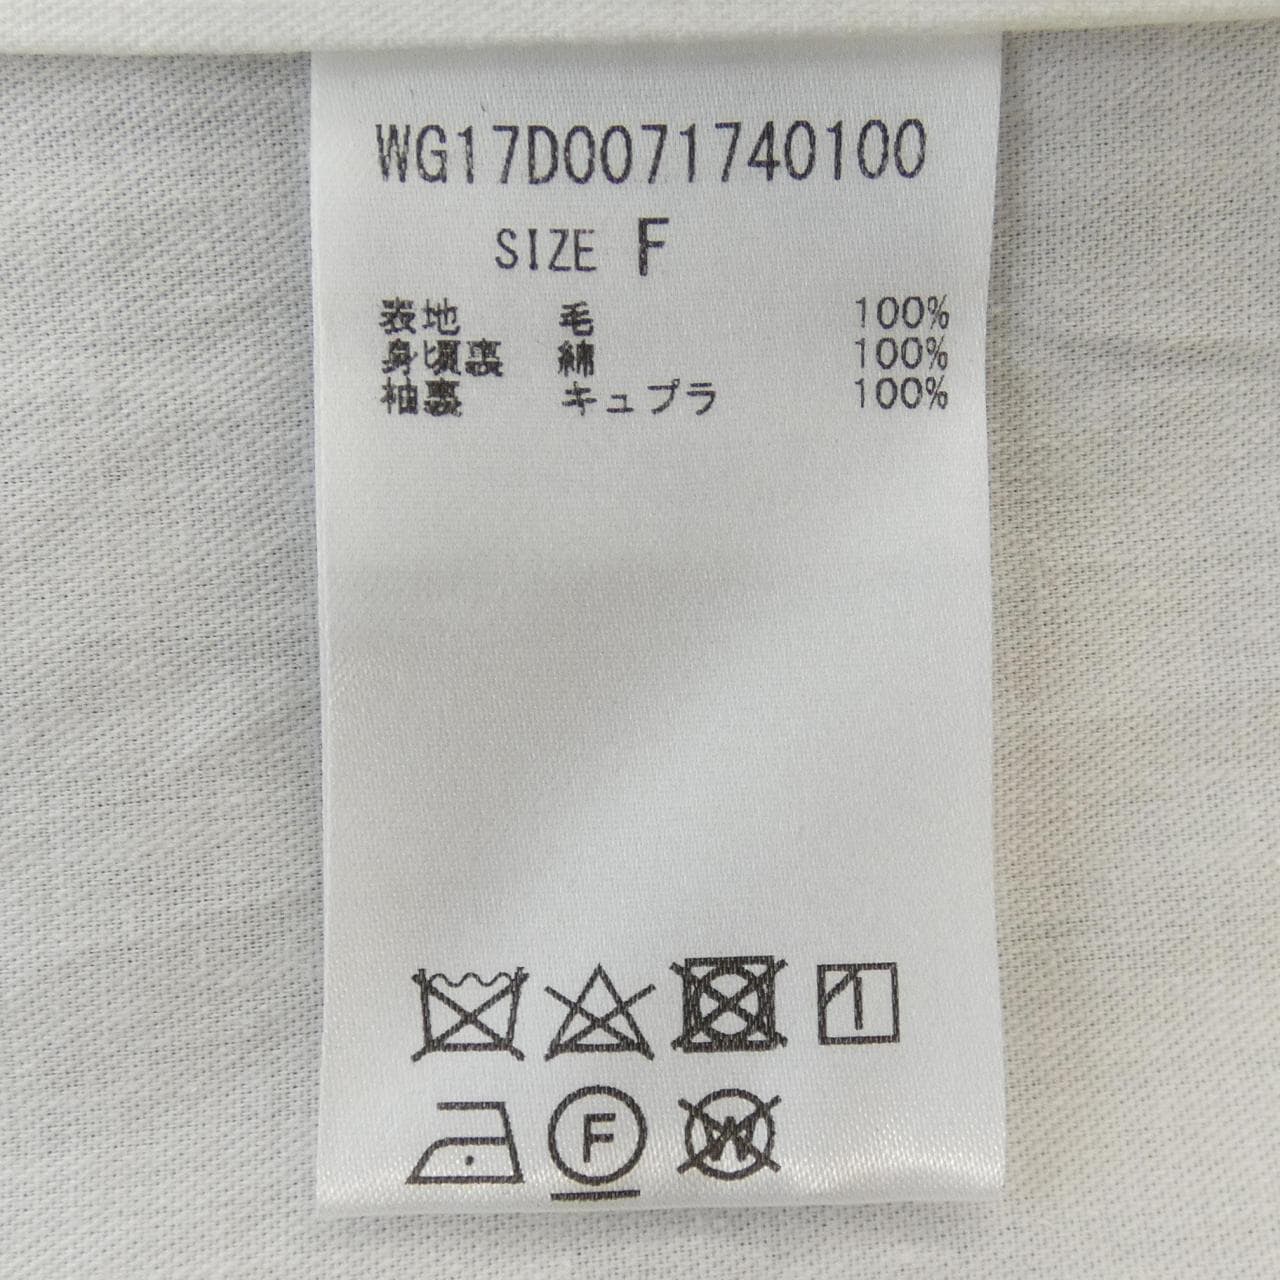 WG17D0071740100
SIZE F
表地 毛 100%
身頃裏 綿 100%
袖裏 キュプラ 100%
F
W